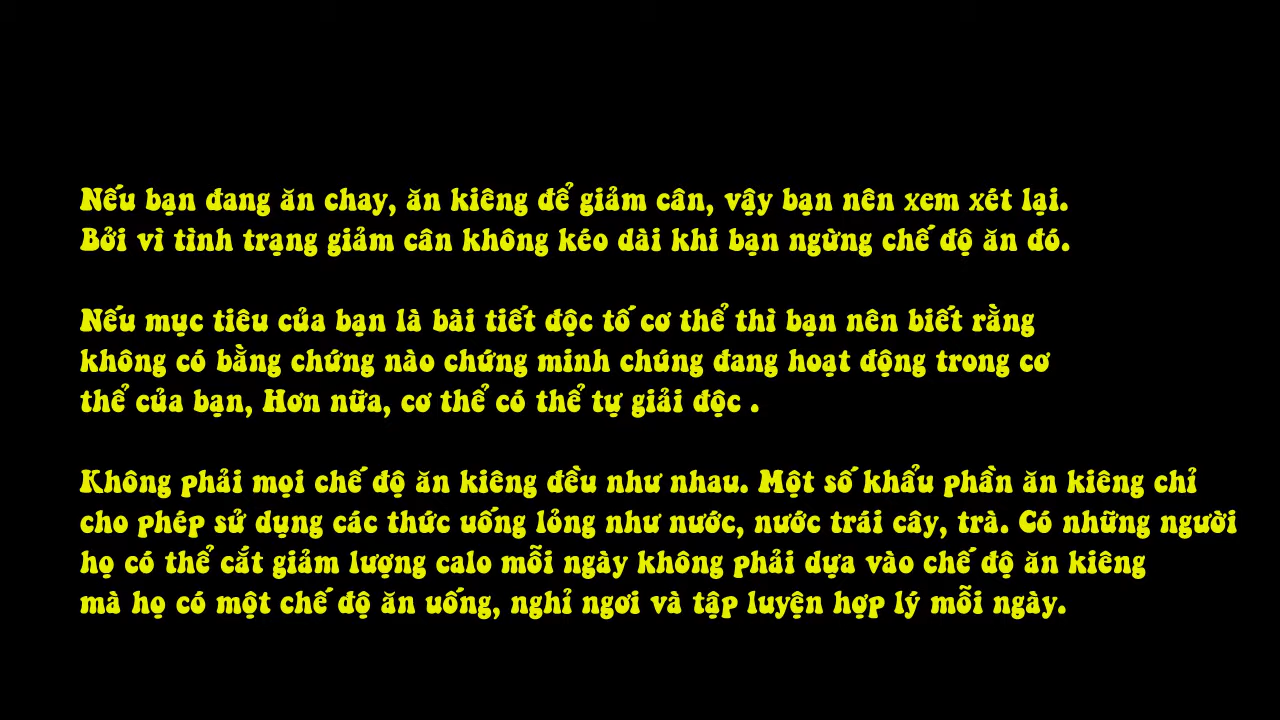 Nếu bạn đang ăn chay, ăn kiêng để giảm cân, vậy bạn nên xem xét lại.
Bởi vì tình trạng giảm cân không kéo dài khi bạn ngừng chế độ ăn đó.
Nếu mục tiêu của bạn là bài tiết độc tố cơ thể thì bạn nên biết rằng
không có bằng chứng nào chứng minh chúng đang hoạt động trong cơ
thể của bạn, Hơn nữa, cơ thể có thể tự giải độc .
Không phải mọi chế độ ăn kiêng đều như nhau. Một số khẩu phần ăn kiêng chỉ
cho phép sử dụng các thức uống lỏng như nước, nước trái cây, trà. Có những người
họ có thể cắt giảm lượng calo mỗi ngày không phải dựa vào chế độ ăn kiêng
mà họ có một chế độ ăn uống, nghỉ ngơi và tập luyện hợp lý mỗi ngày.